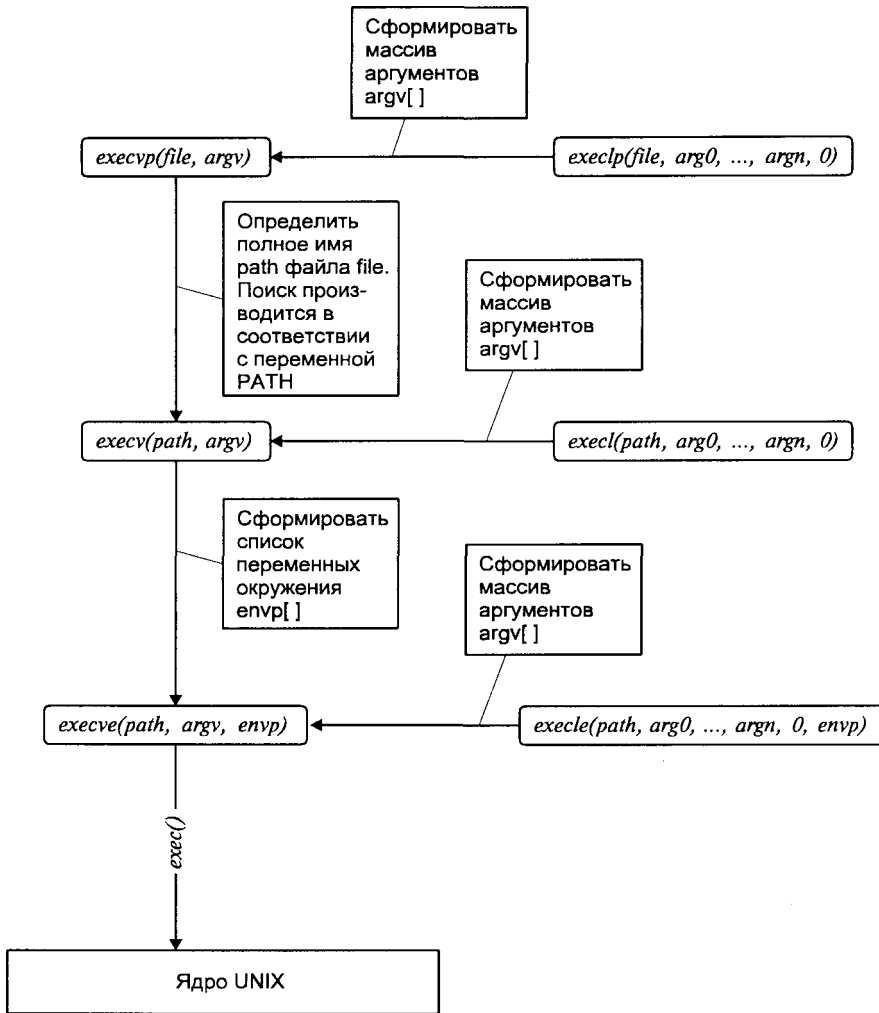 Сформировать
массив
аргументов
argv[ ]
execvp(file, argv)
execlp(file, arg0, ..., argn, 0)
Определить
полное имя
path файла file.
Поиск произ-
водится в
соответствии
с переменной
PATH
Сформировать
массив
аргументов
argv[ ]
execv(path, argv)
execl(path, arg0, ..., argn, 0)
Сформировать
список
переменных
окружения
envp[ ]
Сформировать
массив
аргументов
argv[ ]
execve(path, argv, envp)
execle(path, arg0, ..., argn, 0, envp)
exec()
Ядро UNIX